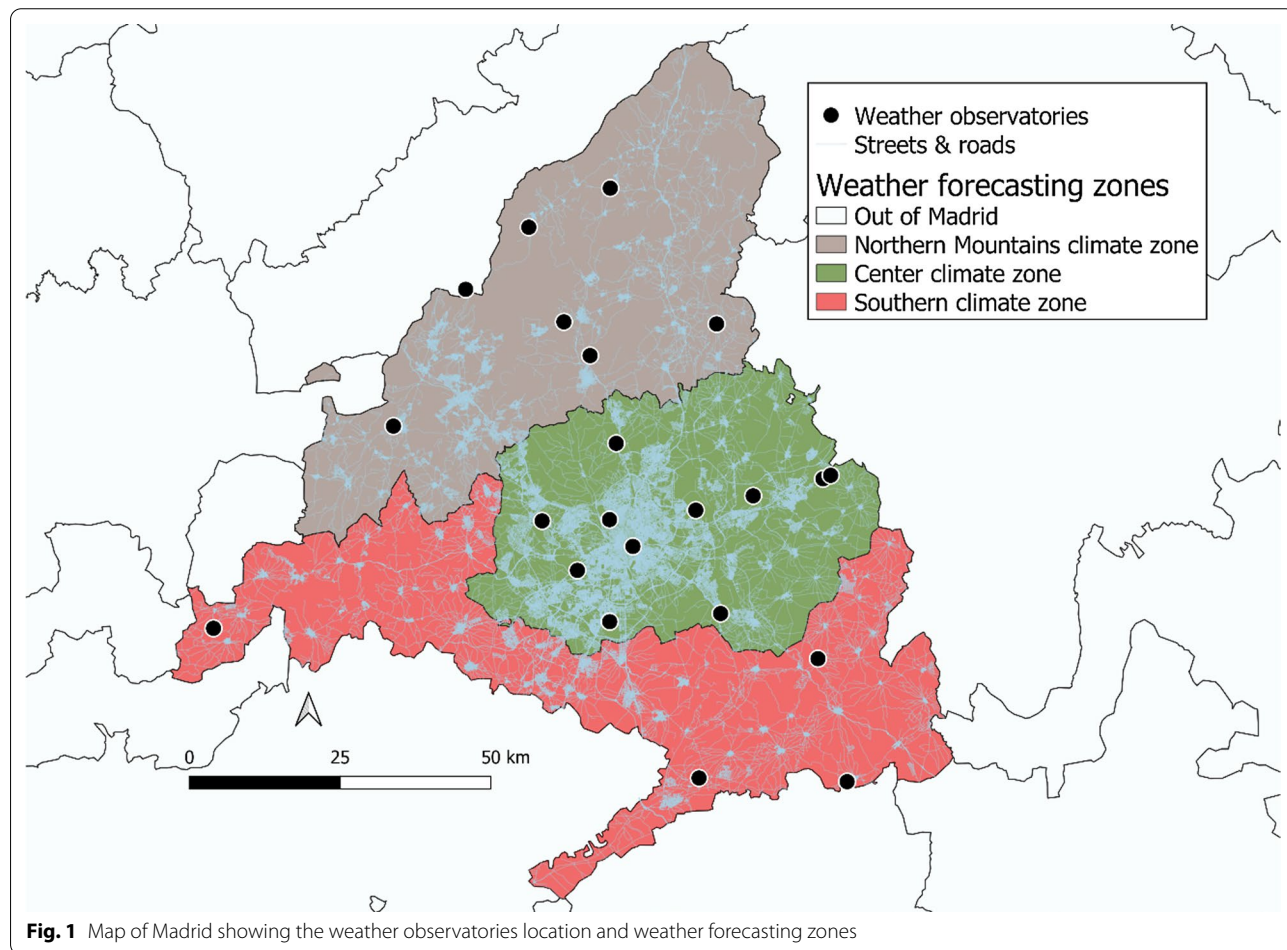 Weather observatories
Streets & roads
Weather forecasting zones
Out of Madrid
Northern Mountains climate zone
Center climate zone
Southern climate zone
0 25 50 km
Fig. 1 Map of Madrid showing the weather observatories location and weather forecasting zones